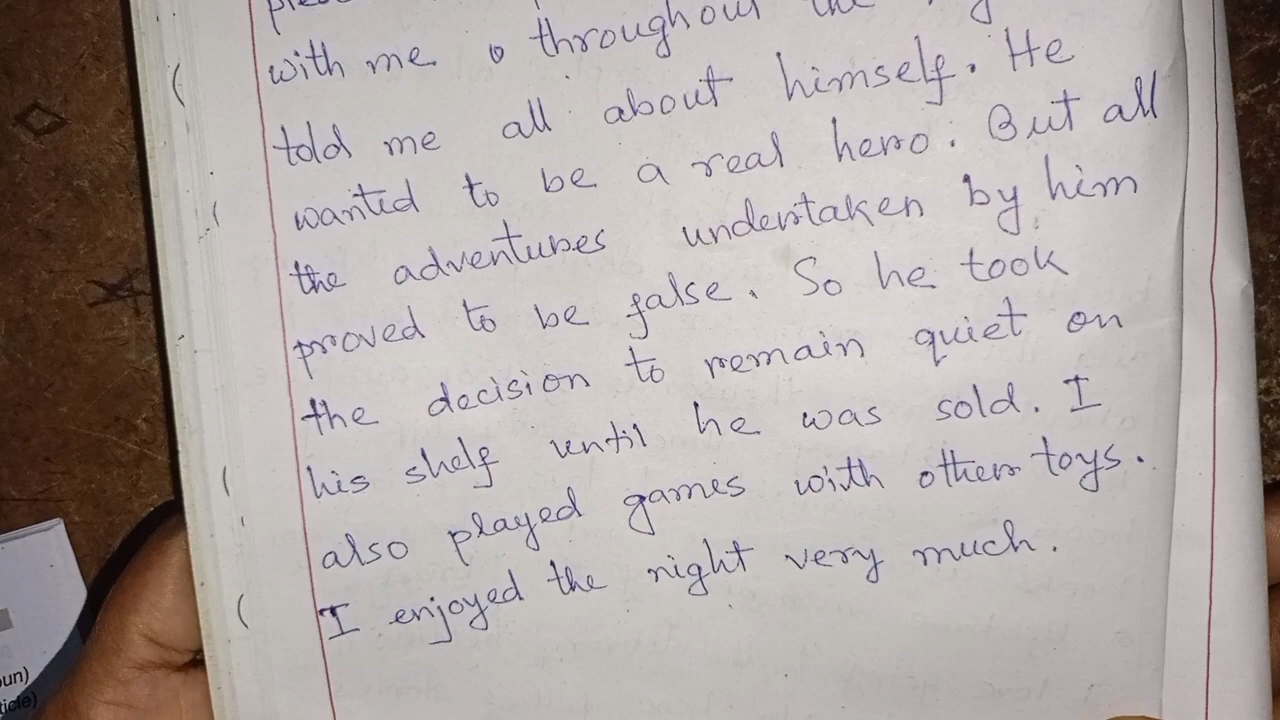 with me throughout the
told me all about himself. He
wanted to be a real hero. But all
the adventures undertaken by him
proved to be false. So he took
the decision to remain quiet on
his shelf until he was sold. I
also played games with other toys.
I enjoyed the night very much.